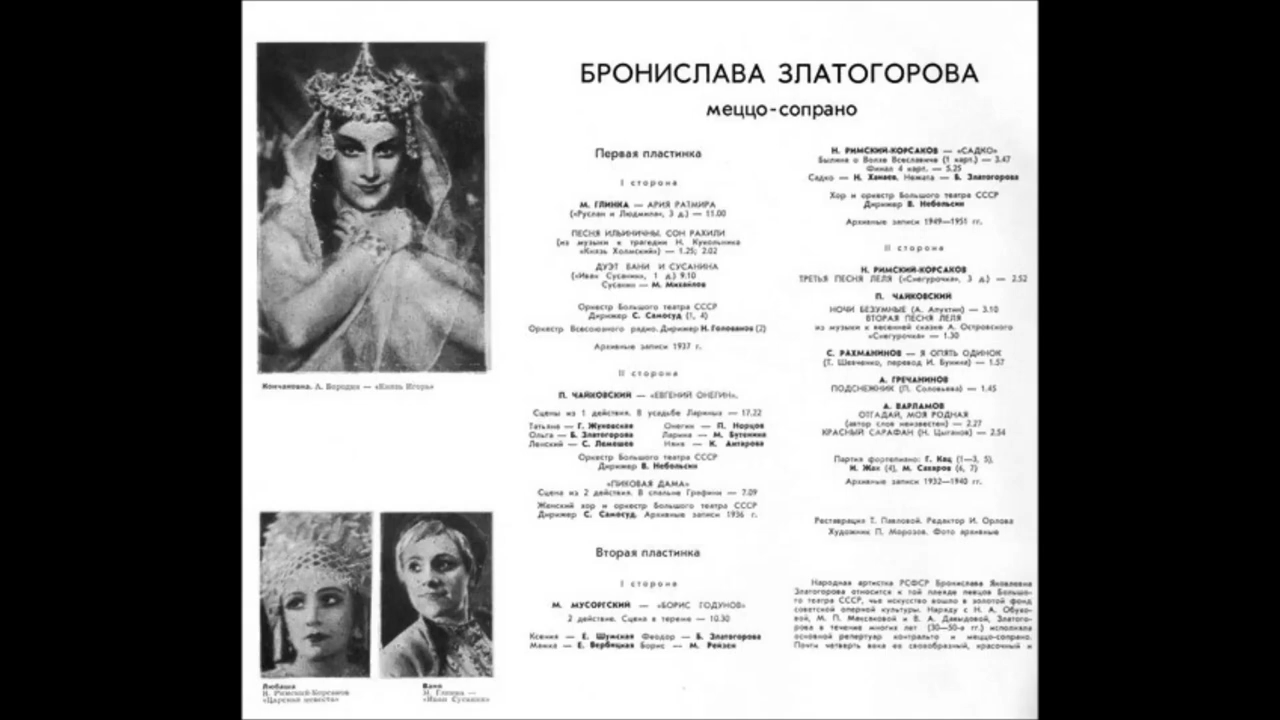 БРОНИСЛАВА ЗЛАТОГОРОВА
меццо-сопрано
Первая пластинка
I сторона
М. ГЛИНКА — АРИЯ РАТМИРА
(«Руслан и Людмила», 3 д.) — 11.00
ПЕСНЯ ИЛЬИНИЧНЫ. СОН РАХИЛИ
(из музыки к трагедии Н. Кукольника
«Князь Холмский») — 1.25; 2.02
ДУЭТ ВАНИ И СУСАНИНА
(«Иван Сусанин», 1 д.) 9.10
Сусанин — М. Михайлов
Оркестр Большого театра СССР
Дирижер С. Самосуд (1, 4)
Оркестр Всесоюзного радио. Дирижер Н. Голованов (2)
Архивные записи 1937 г.
II сторона
П. ЧАЙКОВСКИЙ — «ЕВГЕНИЙ ОНЕГИН».
Сцены из 1 действия. В усадьбе Лариных — 17.22
Татьяна — Г. Жуковская Онегин — П. Норцов
Ольга — Б. Златогорова Ларина — М. Бутенина
Ленский — С. Лемешев Няня — К. Антарова
Оркестр Большого театра СССР
Дирижер В. Небольсин
«ПИКОВАЯ ДАМА»
Сцена из 2 действия. В спальне Графини — 7.09
Женский хор и оркестр Большого театра СССР
Дирижер С. Самосуд. Архивные записи 1936 г.
Вторая пластинка
I сторона
М. МУСОРГСКИЙ — «БОРИС ГОДУНОВ»
2 действие. Сцена в тереме — 10.30
Ксения — Е. Шумская Феодор — Б. Златогорова
Мамка — Е. Вербицкая Борис — М. Рейзен
Н. РИМСКИЙ-КОРСАКОВ — «САДКО»
Былина о Волхе Всеславиче (1 карт.) — 3.47
Финал 4 карт. — 5.25
Садко — Н. Ханаев, Нежата — Б. Златогорова
Хор и оркестр Большого театра СССР
Дирижер В. Небольсин
Архивные записи 1949—1951 гг.
II сторона
Н. РИМСКИЙ-КОРСАКОВ
ТРЕТЬЯ ПЕСНЯ ЛЕЛЯ («Снегурочка», 3 д.) — 2.52
П. ЧАЙКОВСКИЙ
НОЧИ БЕЗУМНЫЕ (А. Апухтин) — 3.10
ВТОРАЯ ПЕСНЯ ЛЕЛЯ
из музыки к весенней сказке А. Островского
«Снегурочка» — 1.30
С. РАХМАНИНОВ — Я ОПЯТЬ ОДИНОК
(Т. Шевченко, перевод И. Бунина) — 1.57
А. ГРЕЧАНИНОВ
ПОДСНЕЖНИК (П. Соловьева) — 1.45
А. ВАРЛАМОВ
ОТГАДАЙ, МОЯ РОДНАЯ
(автор слов неизвестен) — 2.27
КРАСНЫЙ САРАФАН (Н. Цыганов) — 2.54
Партия фортепиано: Г. Кац (1—3, 5),
И. Жак (4), М. Сахаров (6, 7)
Архивные записи 1932—1940 гг.
Реставрация Т. Павловой. Редактор И. Орлова
Художник П. Морозов. Фото архивные
Народная артистка РСФСР Бронислава Яковлевна
Златогорова относится к той плеяде певцов Большо-
го театра СССР, чье искусство вошло в золотой фонд
советской оперной культуры. Наряду с Н. А. Обухо-
вой, М. П. Максаковой и В. А. Давыдовой, Златого-
рова в течение многих лет (30—50-е гг.) исполняла
основной репертуар контральто и меццо-сопрано.
Почти четверть века ее своеобразный, красочный и
Кончаковна. А. Бородин — «Князь Игорь»
Любаша
Н. Римский-Корсаков
«Царская невеста»
Ваня
М. Глинка —
«Иван Сусанин»